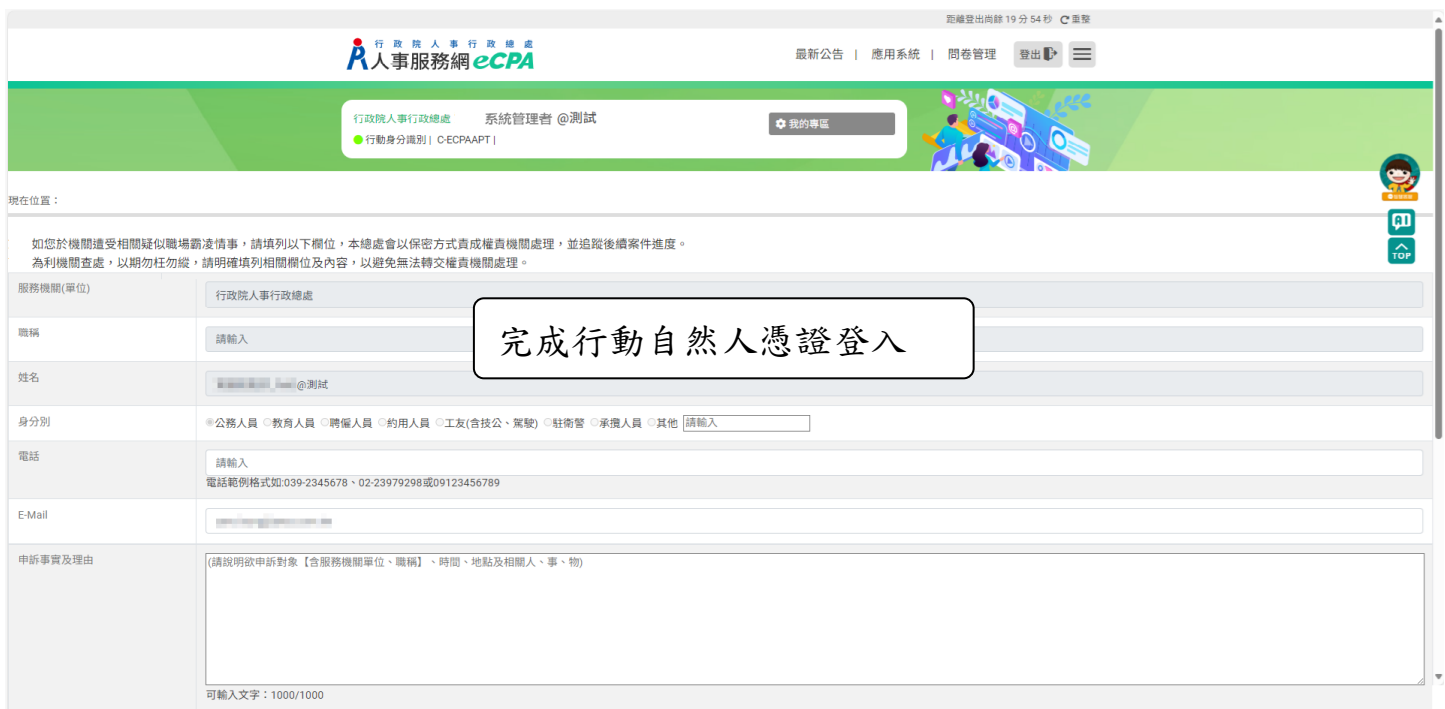 距離登出尚餘 19 分 54 秒 重整
行政院人事行政總處
人事服務網 eCPA
最新公告 | 應用系統 | 問卷管理 登出
行政院人事行政總處 系統管理者 @測試
我的專區
行動身分識別 | C-ECPAAPT |
現在位置：
如您於機關遭受相關疑似職場霸凌情事，請填列以下欄位，本總處會以保密方式責成權責機關處理，並追蹤後續案件進度。
為利機關查處，以期勿枉勿縱，請明確填列相關欄位及內容，以避免無法轉交權責機關處理。
TOP
服務機關(單位) 行政院人事行政總處
完成行動自然人憑證登入
職稱 請輸入
姓名 @測試
身分別 公務人員 教育人員 聘僱人員 約用人員 工友(含技公、駕駛) 駐衛警 承攬人員 其他 請輸入
電話 請輸入
電話範例格式如:039-2345678、02-23979298或09123456789
E-Mail
申訴事實及理由 (請說明欲申訴對象【含服務機關單位、職稱】、時間、地點及相關人、事、物)
可輸入文字：1000/1000